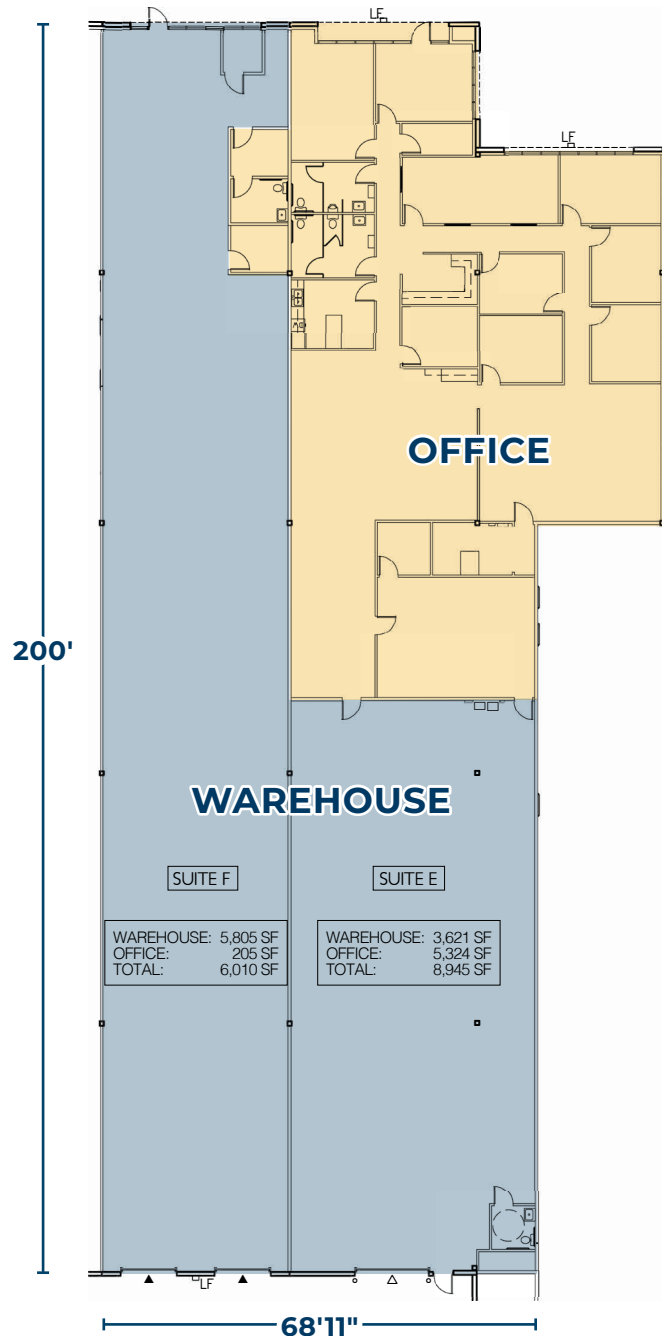 LF
LF
OFFICE
200'
WAREHOUSE
SUITE F
SUITE E
WAREHOUSE: 5,805 SF
OFFICE: 205 SF
TOTAL: 6,010 SF
WAREHOUSE: 3,621 SF
OFFICE: 5,324 SF
TOTAL: 8,945 SF
LF
68'11"